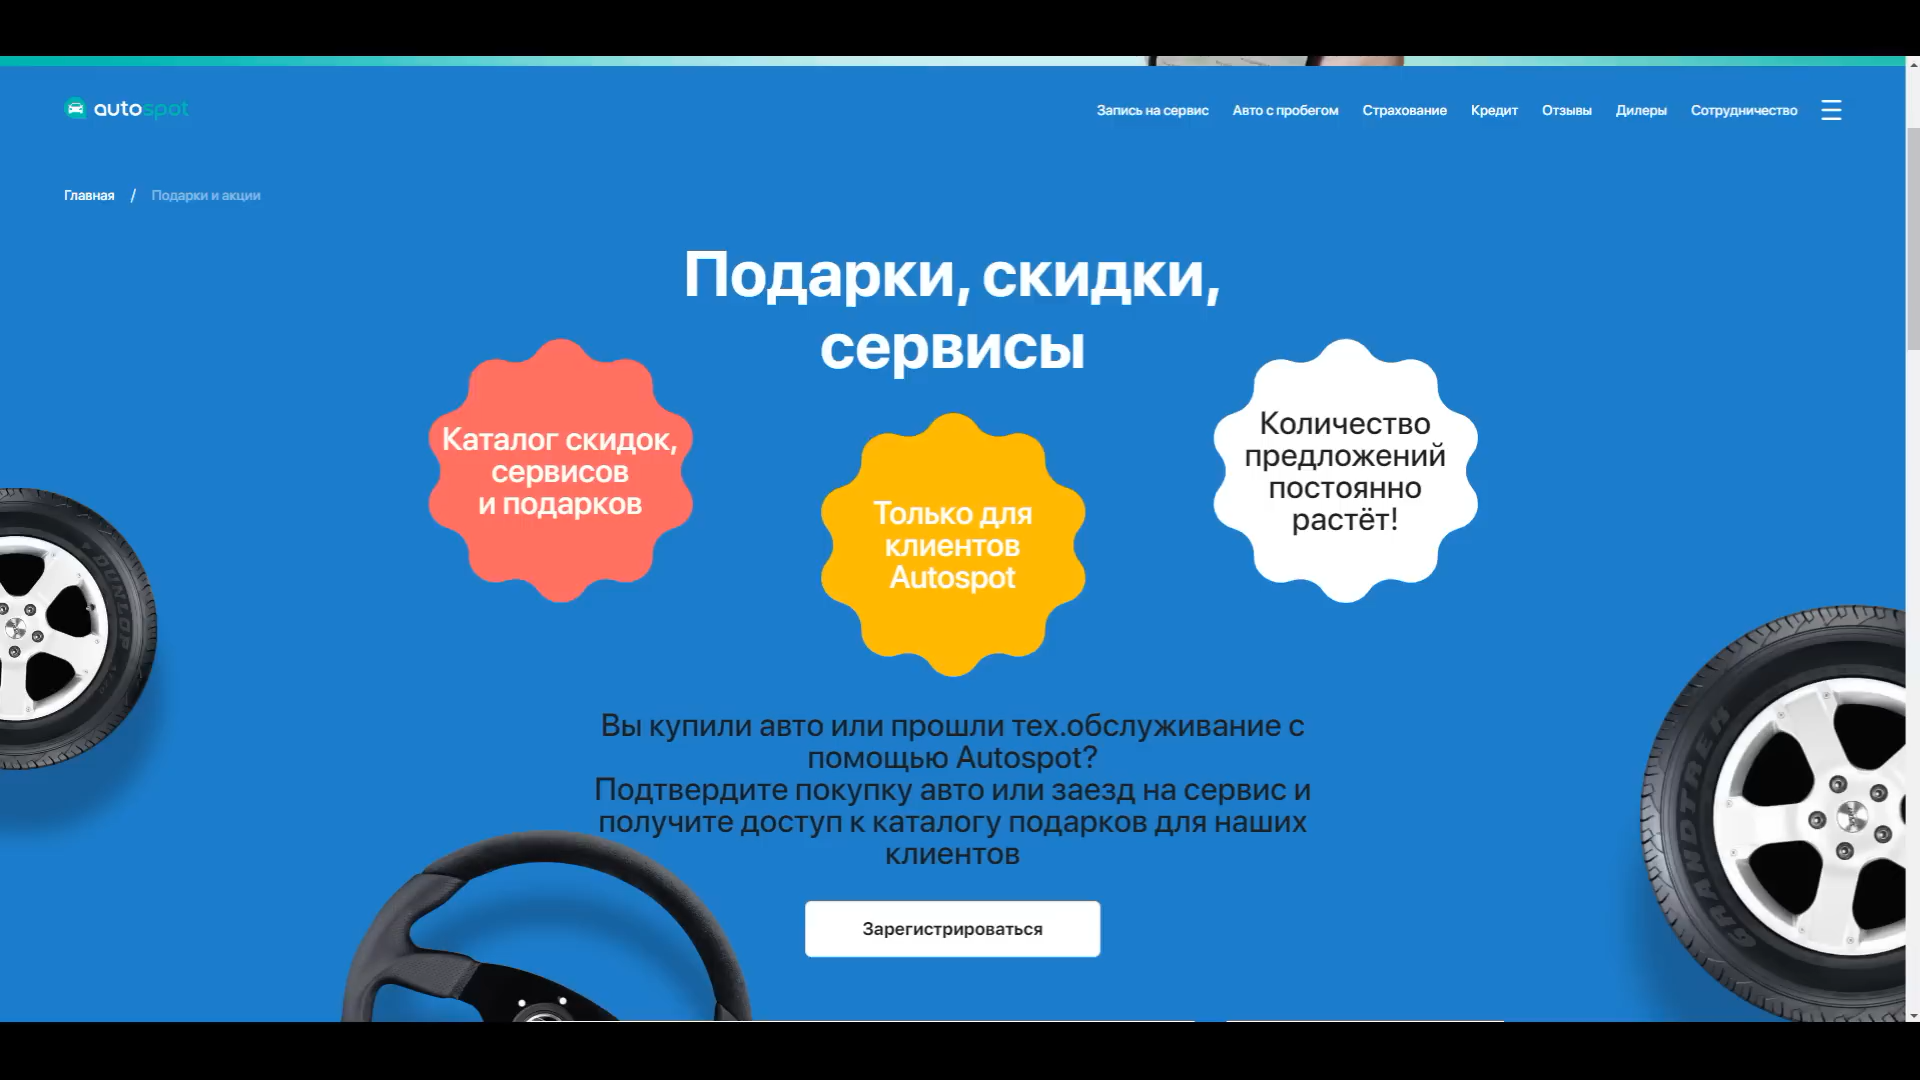 autospot
Запись на сервис
Авто с пробегом
Страхование
Кредит
Отзывы
Дилеры
Сотрудничество
Главная / Подарки и акции
Подарки, скидки,
сервисы
Каталог скидок,
сервисов
и подарков
Только для
клиентов
Autospot
Количество
предложений
постоянно
растёт!
Вы купили авто или прошли тех.обслуживание с
помощью Autospot?
Подтвердите покупку авто или заезд на сервис и
получите доступ к каталогу подарков для наших
клиентов
Зарегистрироваться
DUNLOP
GRANDTREK